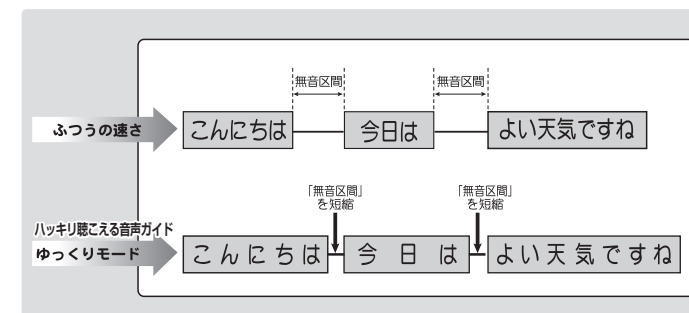 無音区間 無音区間
ふつうの速さ こんにちは 今日は よい天気ですね
「無音区間」 「無音区間」
を短縮 を短縮
ハッキリ聴こえる音声ガイド
ゆっくりモード こんにちは 今日は よい天気ですね